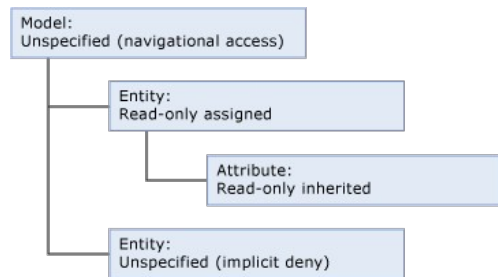 Model:
Unspecified (navigational access)
Entity:
Read-only assigned
Attribute:
Read-only inherited
Entity:
Unspecified (implicit deny)